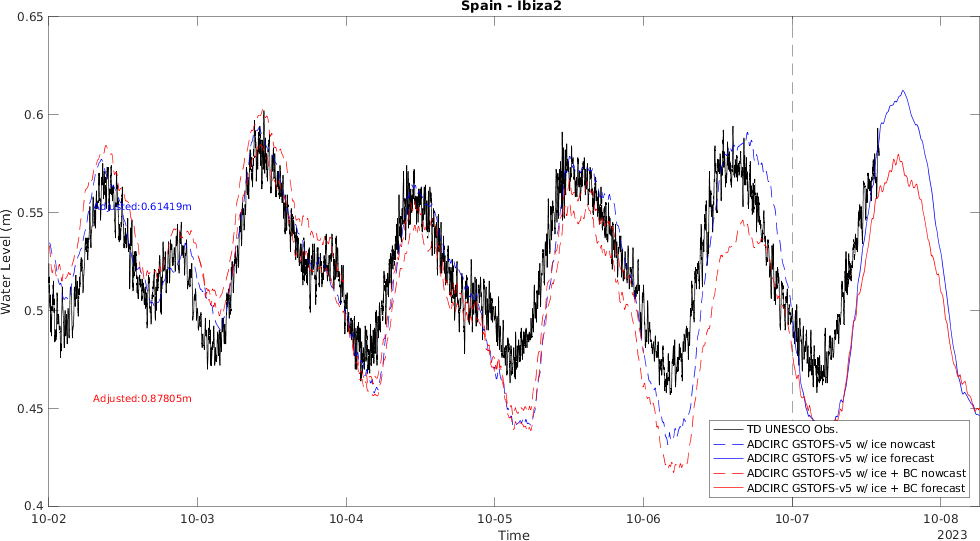 Spain - Ibiza2
Water Level (m)
0.65
0.6
0.55
0.5
0.45
0.4
Adjusted:0.61419m
Adjusted:0.87805m
TD UNESCO Obs.
ADCIRC GSTOFS-v5 w/ ice nowcast
ADCIRC GSTOFS-v5 w/ ice forecast
ADCIRC GSTOFS-v5 w/ ice + BC nowcast
ADCIRC GSTOFS-v5 w/ ice + BC forecast
10-02 10-03 10-04 10-05 10-06 10-07 10-08
Time
2023